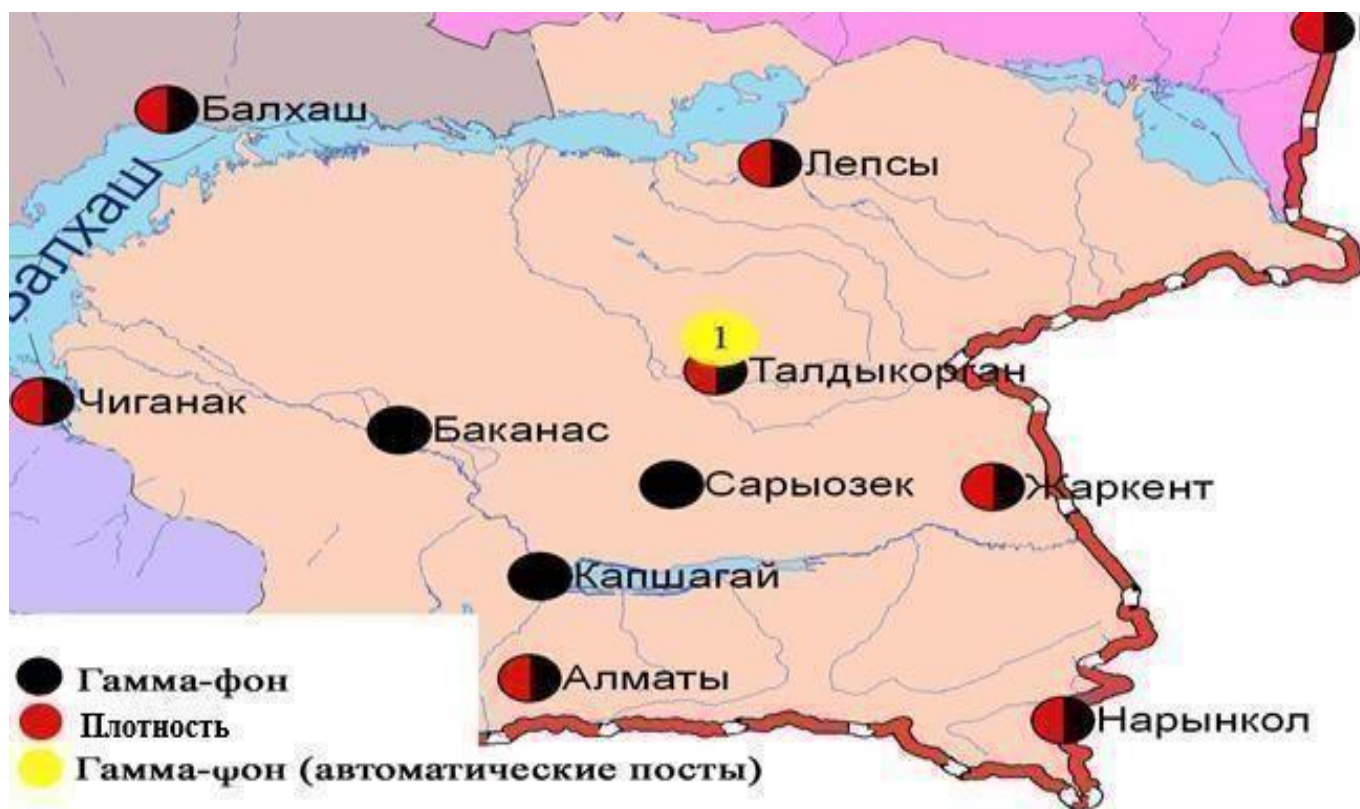 Балхаш
Балхаш
Лепсы
1
Талдыкорган
Чиганак
Баканас
Сарыозек
Жаркент
Капшагай
Алматы
Нарынкол
Гамма-фон
Плотность
Гамма-фон (автоматические посты)